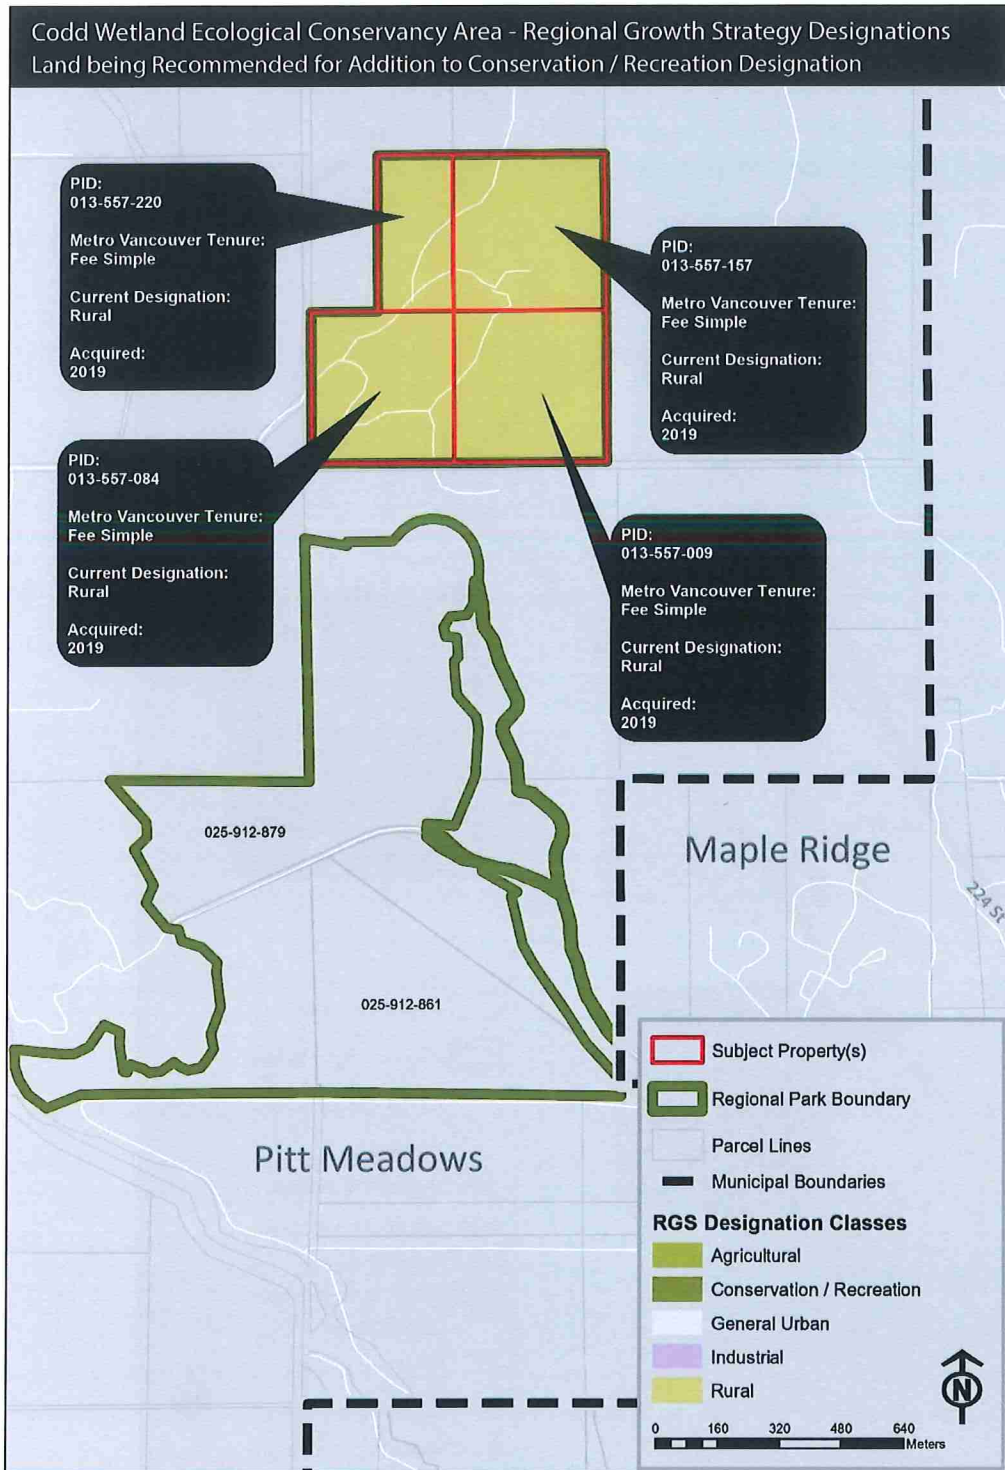 Codd Wetland Ecological Conservancy Area - Regional Growth Strategy Designations
Land being Recommended for Addition to Conservation / Recreation Designation
PID:
013-557-220
Metro Vancouver Tenure:
Fee Simple
Current Designation:
Rural
Acquired:
2019
PID:
013-557-157
Metro Vancouver Tenure:
Fee Simple
Current Designation:
Rural
Acquired:
2019
PID:
013-557-084
Metro Vancouver Tenure:
Fee Simple
Current Designation:
Rural
Acquired:
2019
PID:
013-557-009
Metro Vancouver Tenure:
Fee Simple
Current Designation:
Rural
Acquired:
2019
025-912-879
Maple Ridge
224 St
025-912-861
Pitt Meadows
Subject Property(s)
Regional Park Boundary
Parcel Lines
Municipal Boundaries
RGS Designation Classes
Agricultural
Conservation / Recreation
General Urban
Industrial
Rural
N
0 160 320 480 640
Meters